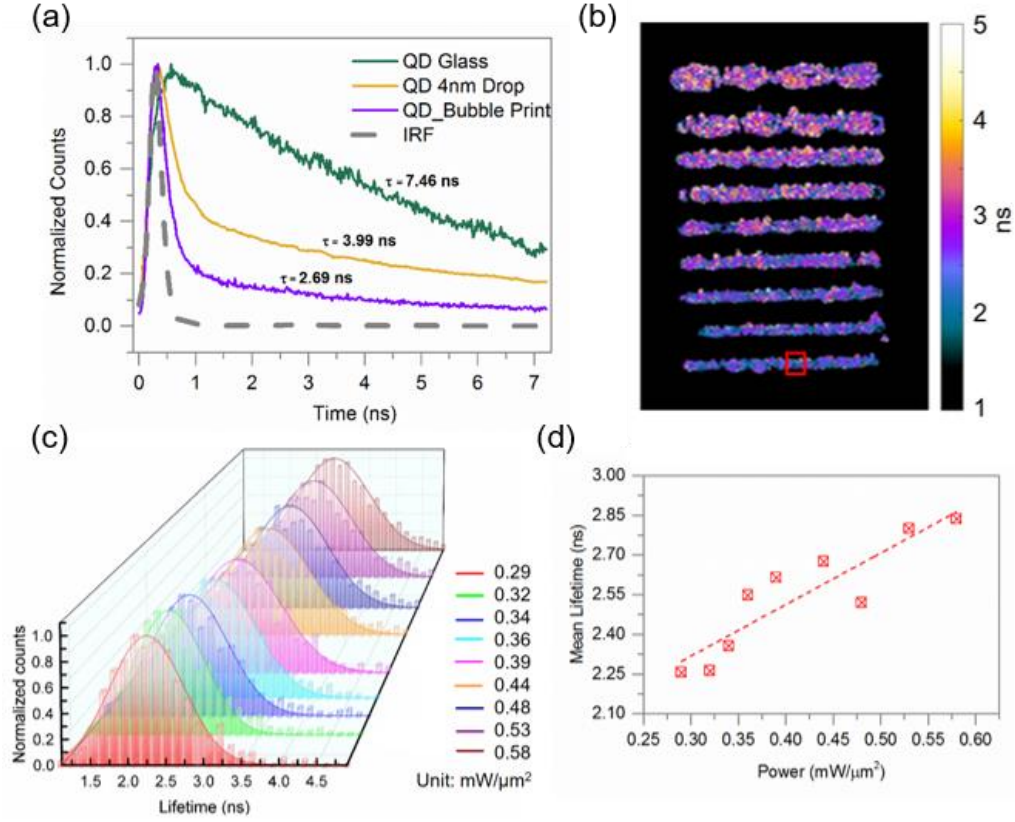 (a)
QD Glass
QD 4nm Drop
QD_Bubble Print
IRF
τ = 7.46 ns
τ = 3.99 ns
τ = 2.69 ns
Normalized Counts
1.0
0.8
0.6
0.4
0.2
0.0
0 1 2 3 4 5 6 7
Time (ns)
(b)
5
4
3
2
1
ns
(c)
Normalized counts
1.0
0.8
0.6
0.4
0.2
0.0
1.5 2.0 2.5 3.0 3.5 4.0 4.5
Lifetime (ns)
0.29
0.32
0.34
0.36
0.39
0.44
0.48
0.53
0.58
Unit: mW/μm²
(d)
Mean Lifetime (ns)
3.00
2.85
2.70
2.55
2.40
2.25
2.10
0.25 0.30 0.35 0.40 0.45 0.50 0.55 0.60
Power (mW/μm²)